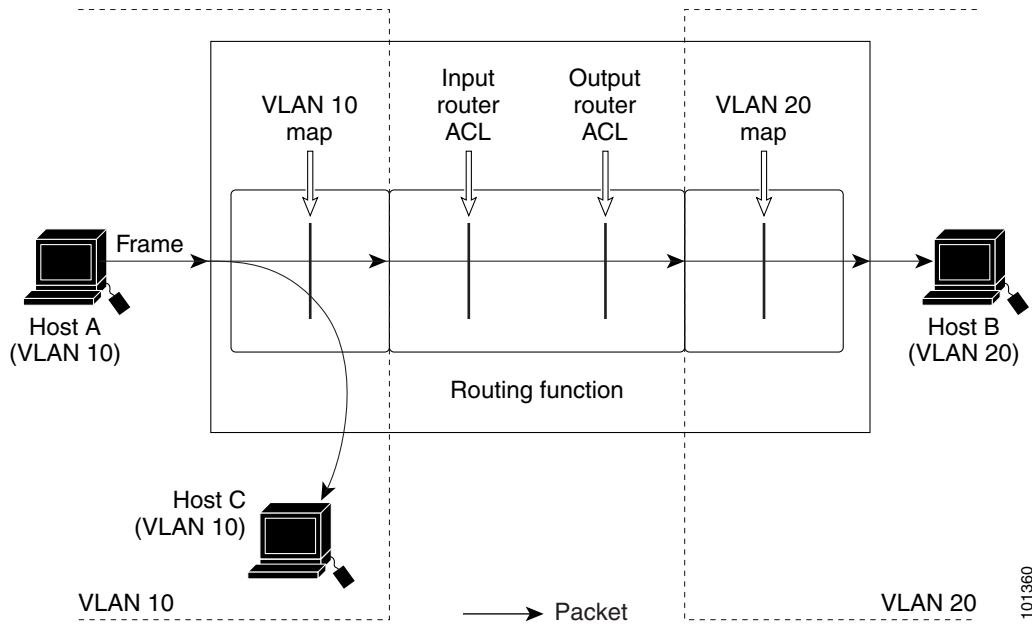 VLAN 10
map
Input
router
ACL
Output
router
ACL
VLAN 20
map
Frame
Host A
(VLAN 10)
Host B
(VLAN 20)
Routing function
Host C
(VLAN 10)
VLAN 10
Packet
VLAN 20
101360